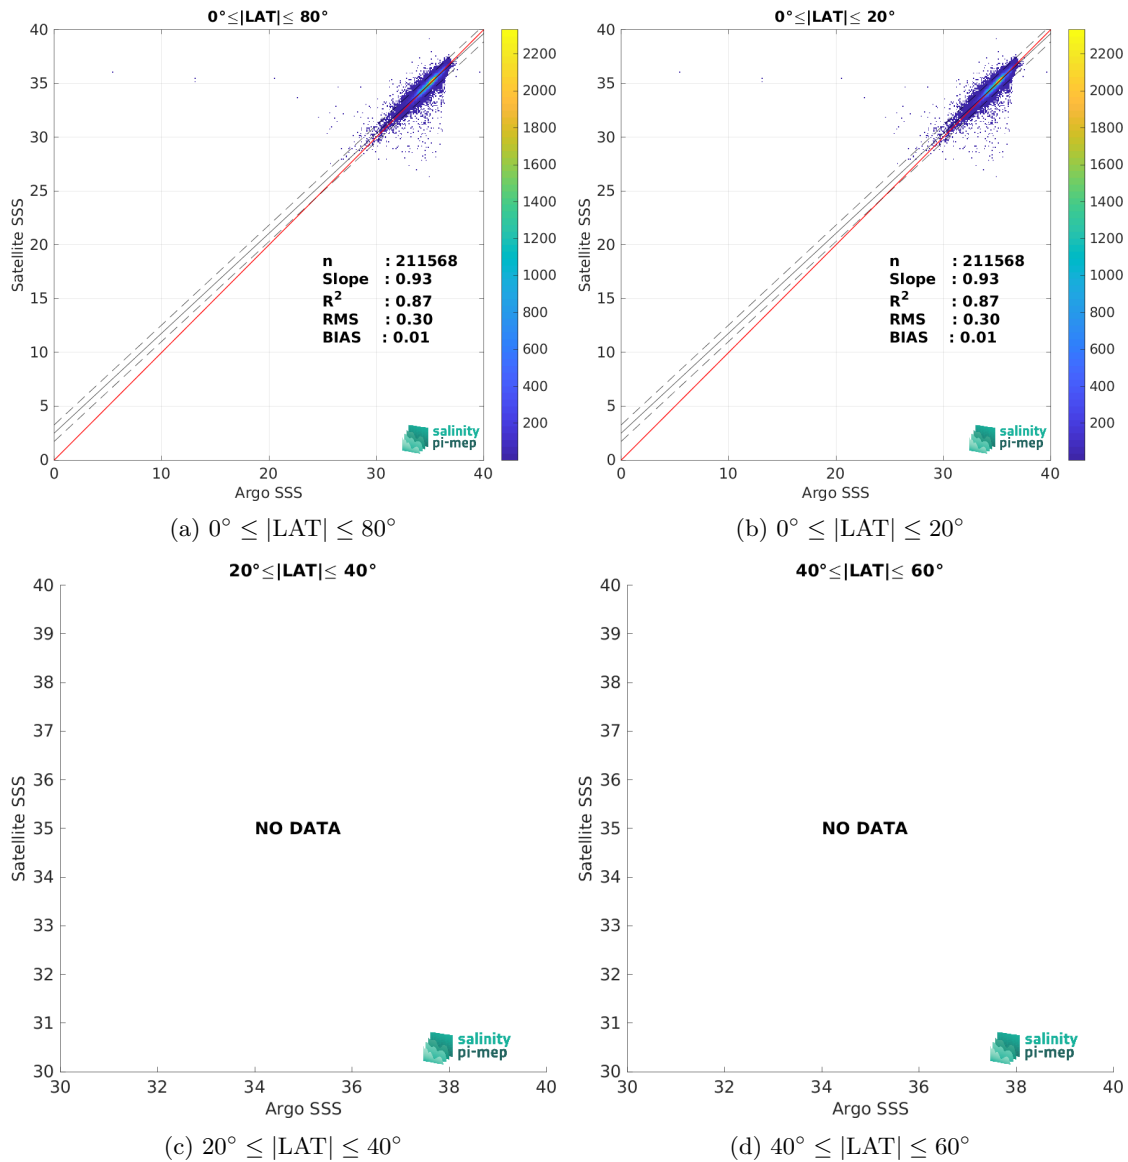 0°≤|LAT|≤ 80°
40
35
30
25
20
15
10
5
0
0
10
20
30
40
Satellite SSS
Argo SSS
n : 211568
Slope : 0.93
R² : 0.87
RMS : 0.30
BIAS : 0.01
salinity
pi-mep
2200
2000
1800
1600
1400
1200
1000
800
600
400
200
(a) 0° ≤ |LAT| ≤ 80°
0°≤|LAT|≤ 20°
40
35
30
25
20
15
10
5
0
0
10
20
30
40
Satellite SSS
Argo SSS
n : 211568
Slope : 0.93
R² : 0.87
RMS : 0.30
BIAS : 0.01
salinity
pi-mep
2200
2000
1800
1600
1400
1200
1000
800
600
400
200
(b) 0° ≤ |LAT| ≤ 20°
20°≤|LAT|≤ 40°
40
39
38
37
36
35
34
33
32
31
30
30
32
34
36
38
40
Satellite SSS
Argo SSS
NO DATA
salinity
pi-mep
(c) 20° ≤ |LAT| ≤ 40°
40°≤|LAT|≤ 60°
40
39
38
37
36
35
34
33
32
31
30
30
32
34
36
38
40
Satellite SSS
Argo SSS
NO DATA
salinity
pi-mep
(d) 40° ≤ |LAT| ≤ 60°